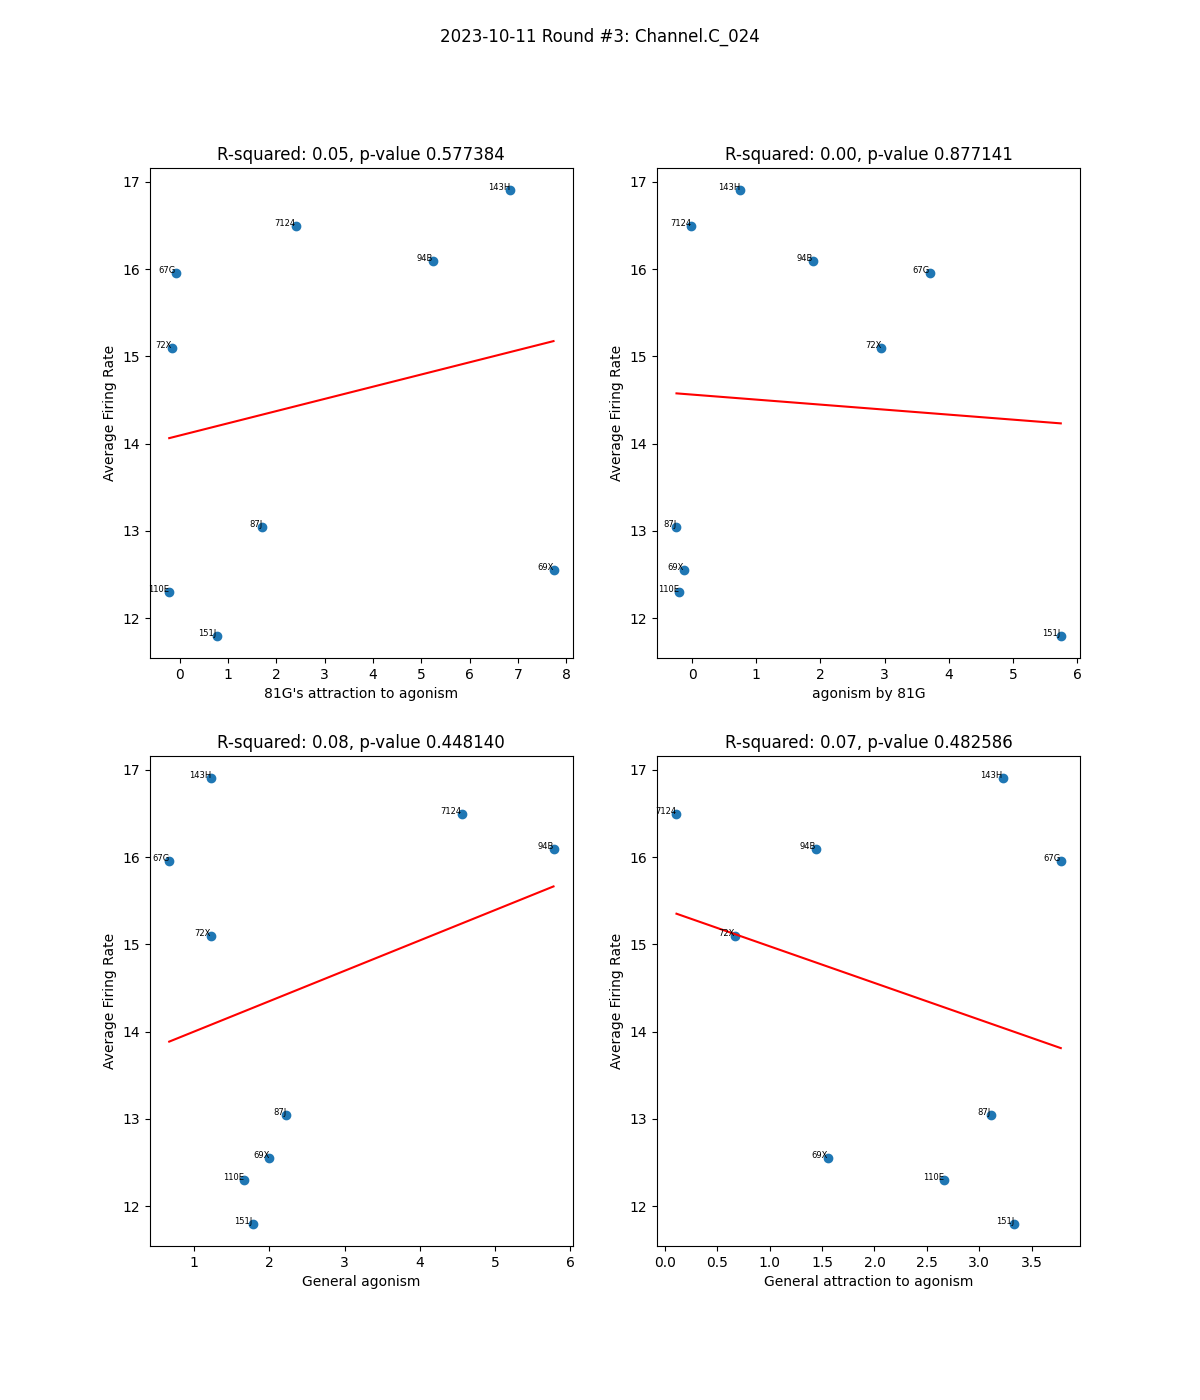 2023-10-11 Round #3: Channel.C_024
R-squared: 0.05, p-value 0.577384
17
16
15
14
13
12
Average Firing Rate
143H
7124
94B
67G
72X
87J
69X
110E
151J
0 1 2 3 4 5 6 7 8
81G's attraction to agonism
R-squared: 0.00, p-value 0.877141
17
16
15
14
13
12
Average Firing Rate
143H
7124
94B
67G
72X
87J
69X
110E
151J
0 1 2 3 4 5 6
agonism by 81G
R-squared: 0.08, p-value 0.448140
17
16
15
14
13
12
Average Firing Rate
143H
7124
94B
67G
72X
87J
69X
110E
151J
1 2 3 4 5 6
General agonism
R-squared: 0.07, p-value 0.482586
17
16
15
14
13
12
Average Firing Rate
143H
7124
94B
67G
72X
87J
69X
110E
151J
0.0 0.5 1.0 1.5 2.0 2.5 3.0 3.5
General attraction to agonism